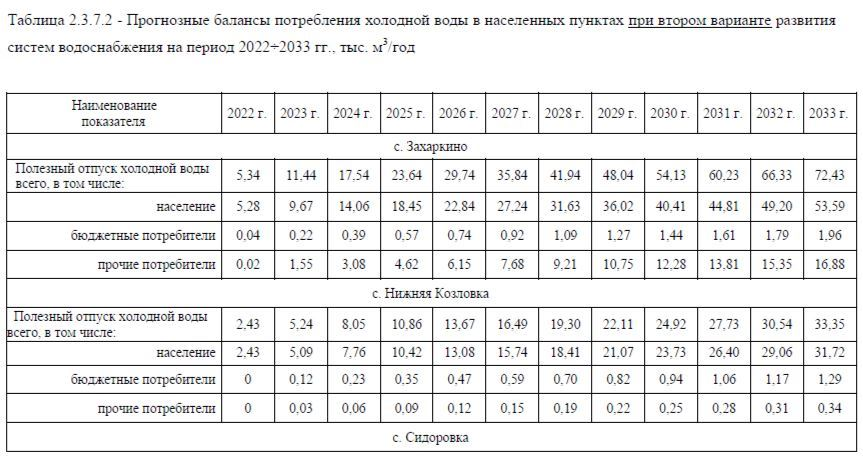 Таблица 2.3.7.2 - Прогнозные балансы потребления холодной воды в населенных пунктах при втором варианте развития
систем водоснабжения на период 2022÷2033 гг., тыс. м³/год
Наименование
показателя 2022 г. 2023 г. 2024 г. 2025 г. 2026 г. 2027 г. 2028 г. 2029 г. 2030 г. 2031 г. 2032 г. 2033 г.
с. Захаркино
Полезный отпуск холодной воды
всего, в том числе: 5,34 11,44 17,54 23,64 29,74 35,84 41,94 48,04 54,13 60,23 66,33 72,43
население 5,28 9,67 14,06 18,45 22,84 27,24 31,63 36,02 40,41 44,81 49,20 53,59
бюджетные потребители 0,04 0,22 0,39 0,57 0,74 0,92 1,09 1,27 1,44 1,61 1,79 1,96
прочие потребители 0,02 1,55 3,08 4,62 6,15 7,68 9,21 10,75 12,28 13,81 15,35 16,88
с. Нижняя Козловка
Полезный отпуск холодной воды
всего, в том числе: 2,43 5,24 8,05 10,86 13,67 16,49 19,30 22,11 24,92 27,73 30,54 33,35
население 2,43 5,09 7,76 10,42 13,08 15,74 18,41 21,07 23,73 26,40 29,06 31,72
бюджетные потребители 0 0,12 0,23 0,35 0,47 0,59 0,70 0,82 0,94 1,06 1,17 1,29
прочие потребители 0 0,03 0,06 0,09 0,12 0,15 0,19 0,22 0,25 0,28 0,31 0,34
с. Сидоровка